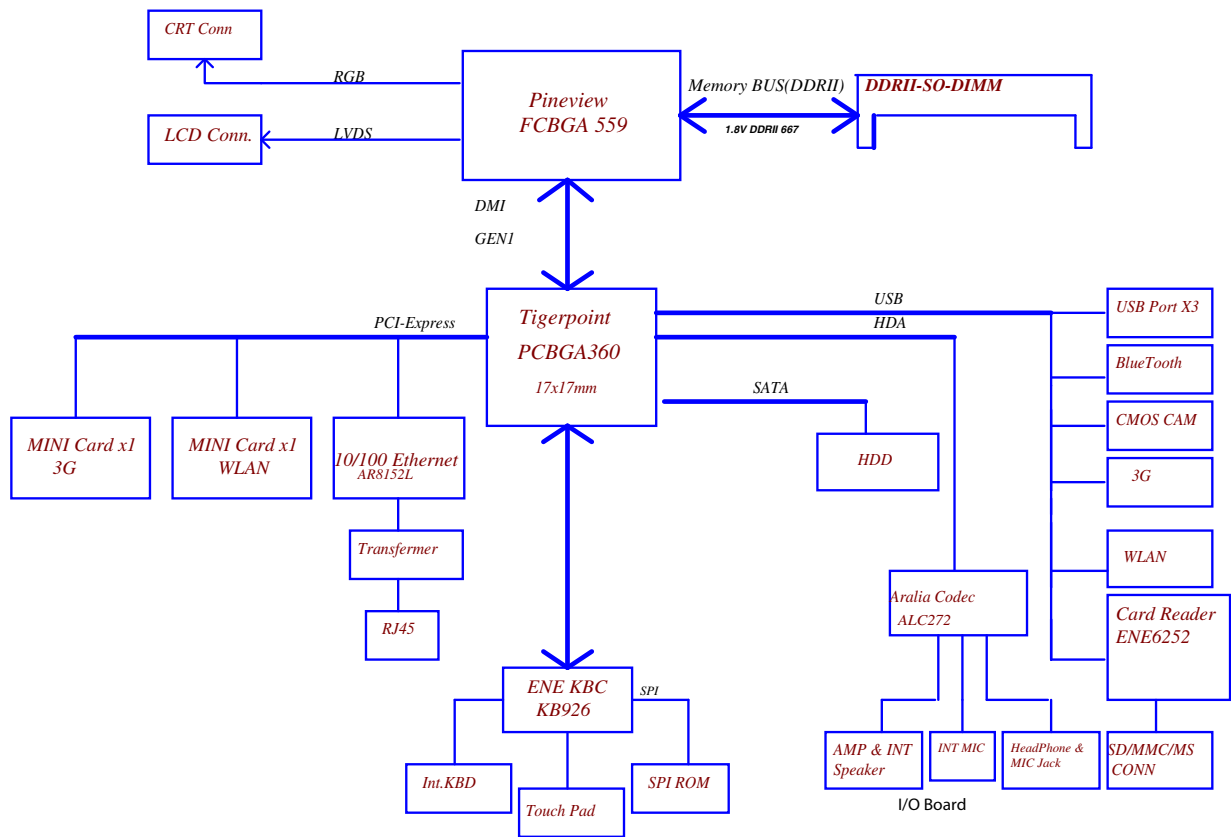 CRT Conn
RGB
Pineview
FCBGA 559
Memory BUS(DDRII)
DDRII-SO-DIMM
1.8V DDRII 667
LCD Conn.
LVDS
DMI
GEN1
Tigerpoint
PCBGA360
17x17mm
PCI-Express
USB
HDA
SATA
USB Port X3
BlueTooth
CMOS CAM
3G
WLAN
Card Reader
ENE6252
MINI Card x1
3G
MINI Card x1
WLAN
10/100 Ethernet
AR8152L
HDD
Transfermer
RJ45
Aralia Codec
ALC272
ENE KBC
KB926
SPI
Int.KBD
Touch Pad
SPI ROM
AMP & INT
Speaker
INT MIC
HeadPhone &
MIC Jack
SD/MMC/MS
CONN
I/O Board